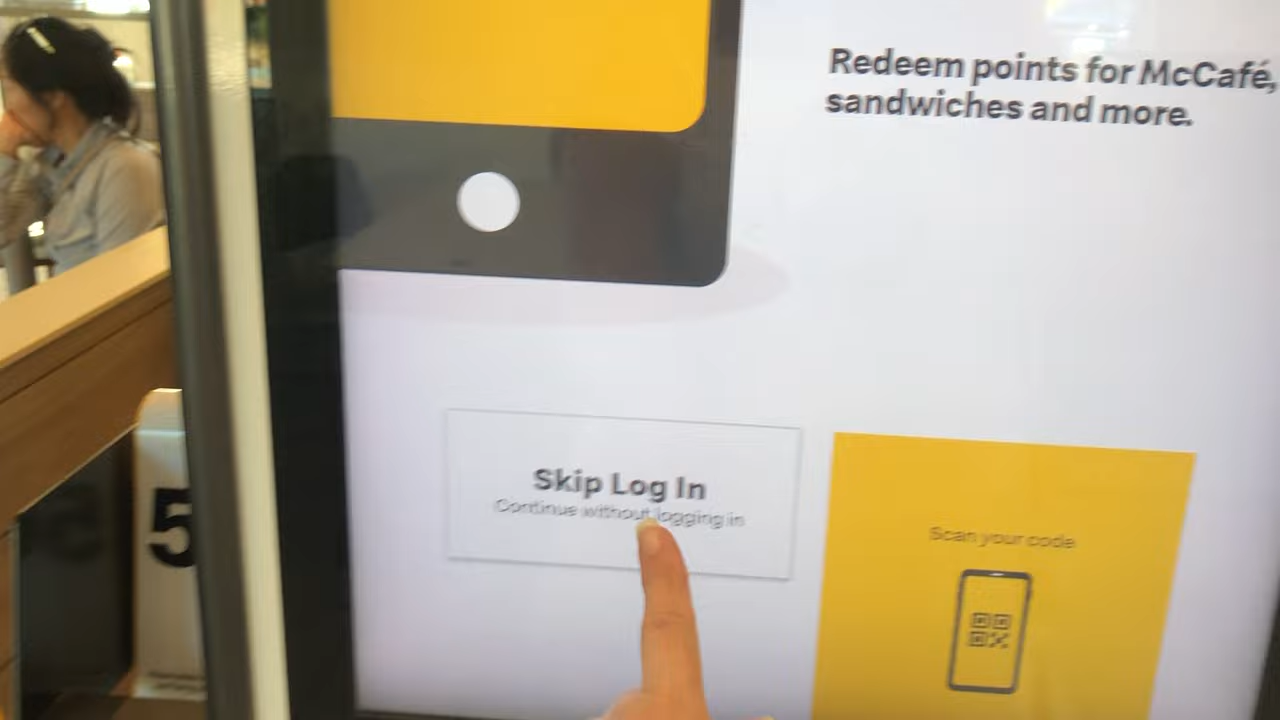 Redeem points for McCafé,
sandwiches and more.
Skip Log In
Continue without logging in
Scan your code
5